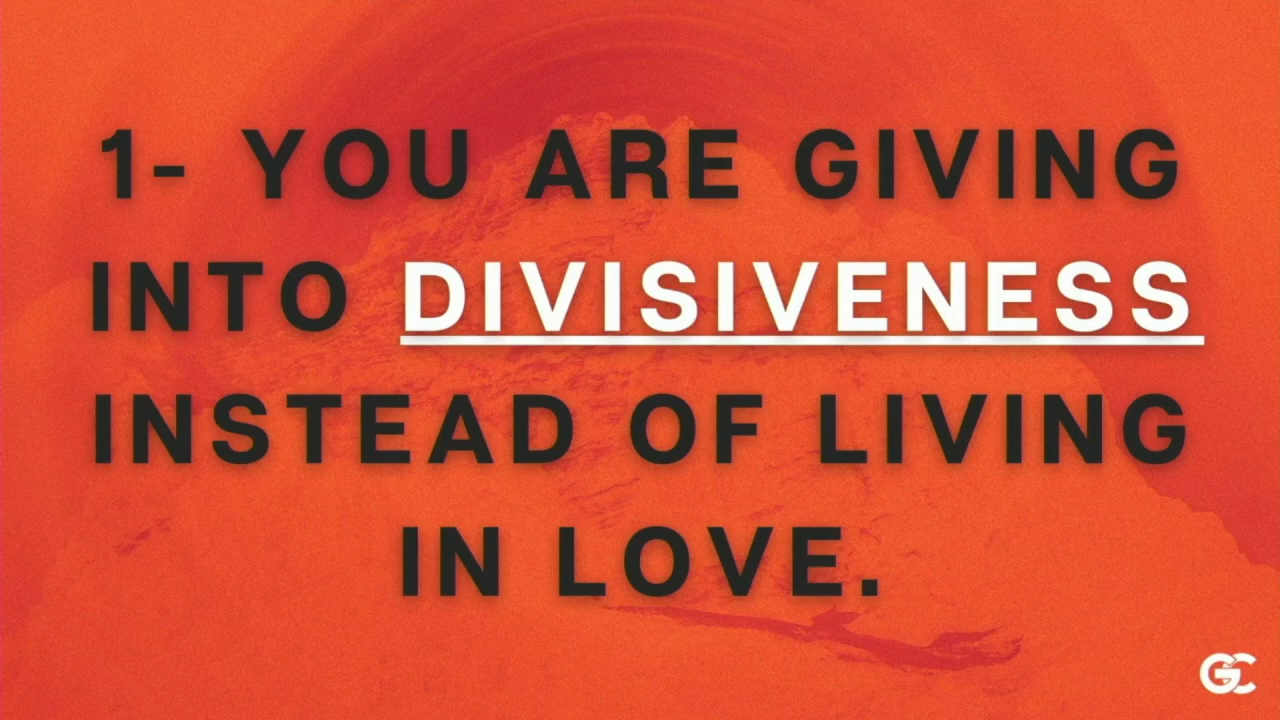 1- YOU ARE GIVING
INTO DIVISIVENESS
INSTEAD OF LIVING
IN LOVE.
GC